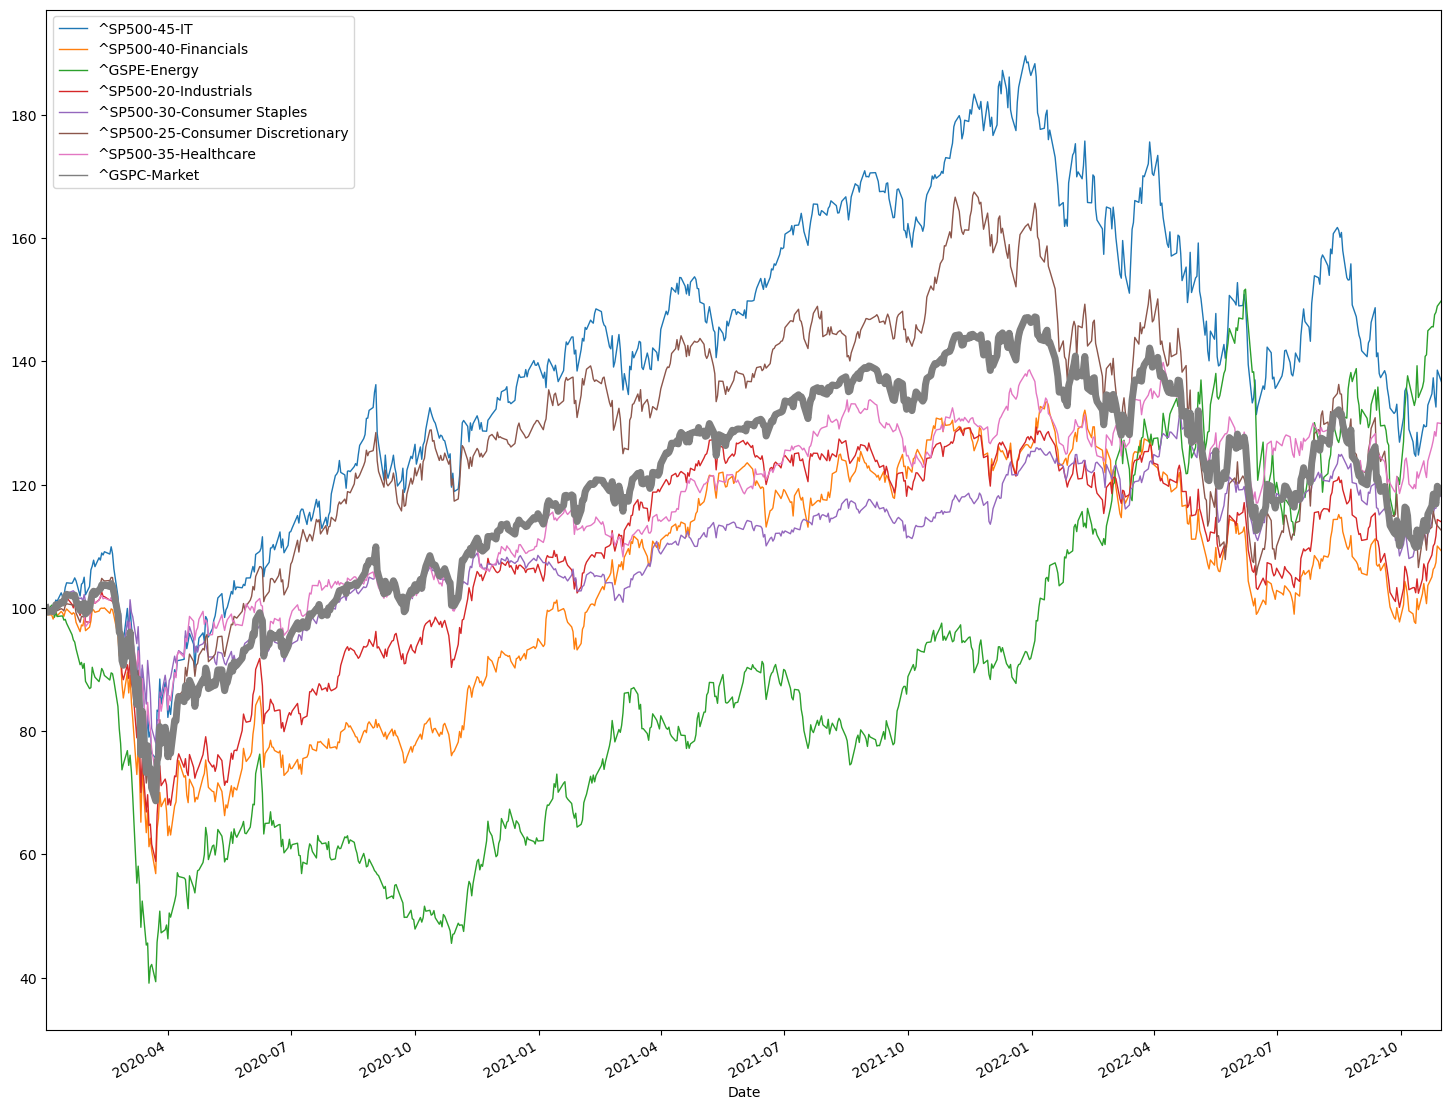 ^SP500-45-IT
^SP500-40-Financials
^GSPE-Energy
^SP500-20-Industrials
^SP500-30-Consumer Staples
^SP500-25-Consumer Discretionary
^SP500-35-Healthcare
^GSPC-Market
180
160
140
120
100
80
60
40
2020-04
2020-07
2020-10
2021-01
2021-04
2021-07
2021-10
2022-01
2022-04
2022-07
2022-10
Date